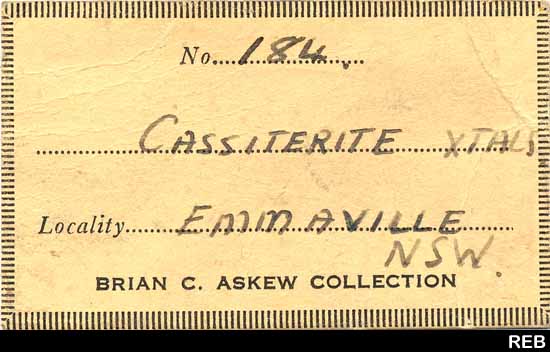 No. 184.
CASSITERITE XTALS
Locality EMMAVILLE
NSW.
BRIAN C. ASKEW COLLECTION
REB